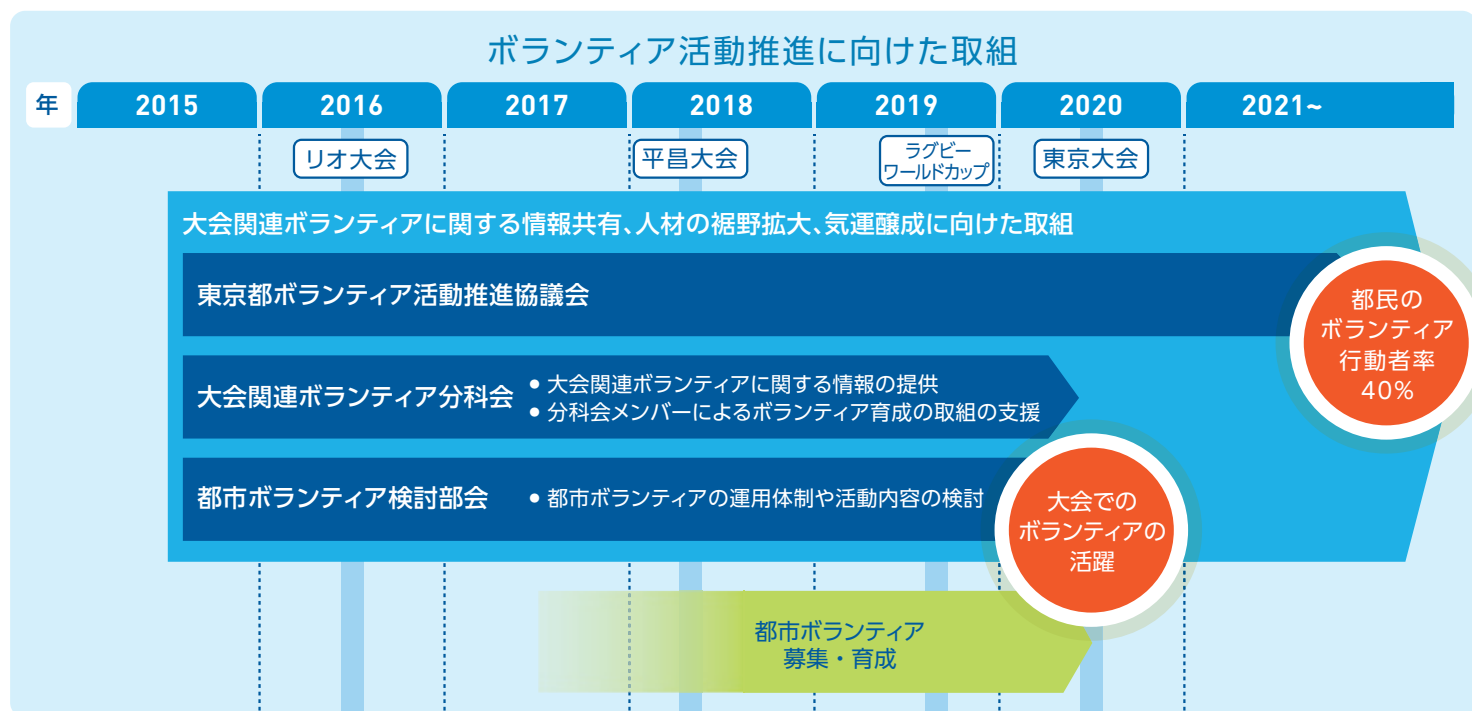 ボランティア活動推進に向けた取組
年 2015 2016 2017 2018 2019 2020 2021~
リオ大会 平昌大会 ラグビー
ワールドカップ 東京大会
大会関連ボランティアに関する情報共有、人材の裾野拡大、気運醸成に向けた取組
東京都ボランティア活動推進協議会
都民の
ボランティア
行動者率
40%
大会関連ボランティア分科会
● 大会関連ボランティアに関する情報の提供
● 分科会メンバーによるボランティア育成の取組の支援
都市ボランティア検討部会
● 都市ボランティアの運用体制や活動内容の検討
大会での
ボランティアの
活躍
都市ボランティア
募集・育成